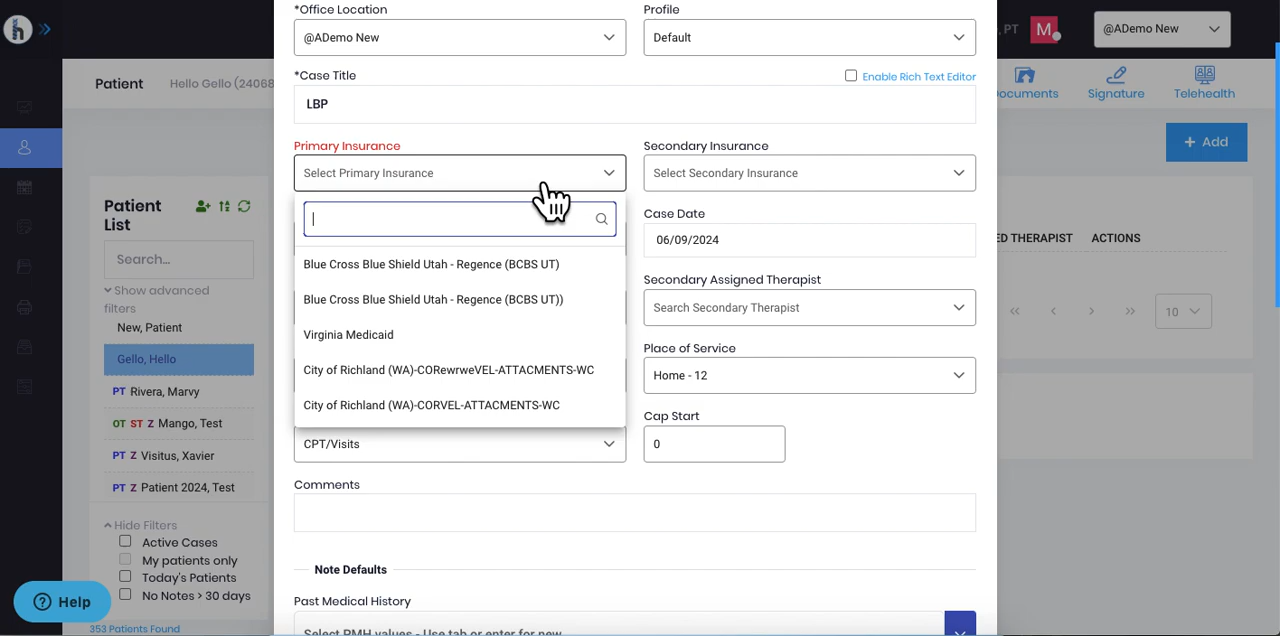 *Office Location
Profile
@ADemo New
Default
, PT
M
@ADemo New
*Case Title
Enable Rich Text Editor
LBP
Patient
Hello Gello (24068
Signature
Telehealth
Primary Insurance
Secondary Insurance
Select Primary Insurance
Select Secondary Insurance
+ Add
Patient
List
Case Date
06/09/2024
ED THERAPIST
ACTIONS
Search...
Show advanced
filters
Blue Cross Blue Shield Utah - Regence (BCBS UT)
Blue Cross Blue Shield Utah - Regence (BCBS UT))
Virginia Medicaid
City of Richland (WA)-CORewrweVEL-ATTACMENTS-WC
City of Richland (WA)-CORVEL-ATTACMENTS-WC
Secondary Assigned Therapist
Search Secondary Therapist
10
New, Patient
Gello, Hello
PT Rivera, Marvy
OT ST Z Mango, Test
PT Z Visitus, Xavier
PT Z Patient 2024, Test
Place of Service
Home - 12
Cap Start
CPT/Visits
0
Comments
Hide Filters
Active Cases
My patients only
Today's Patients
No Notes > 30 days
353 Patients Found
Note Defaults
Past Medical History
Select PMH values - Use tab or enter for new
Help